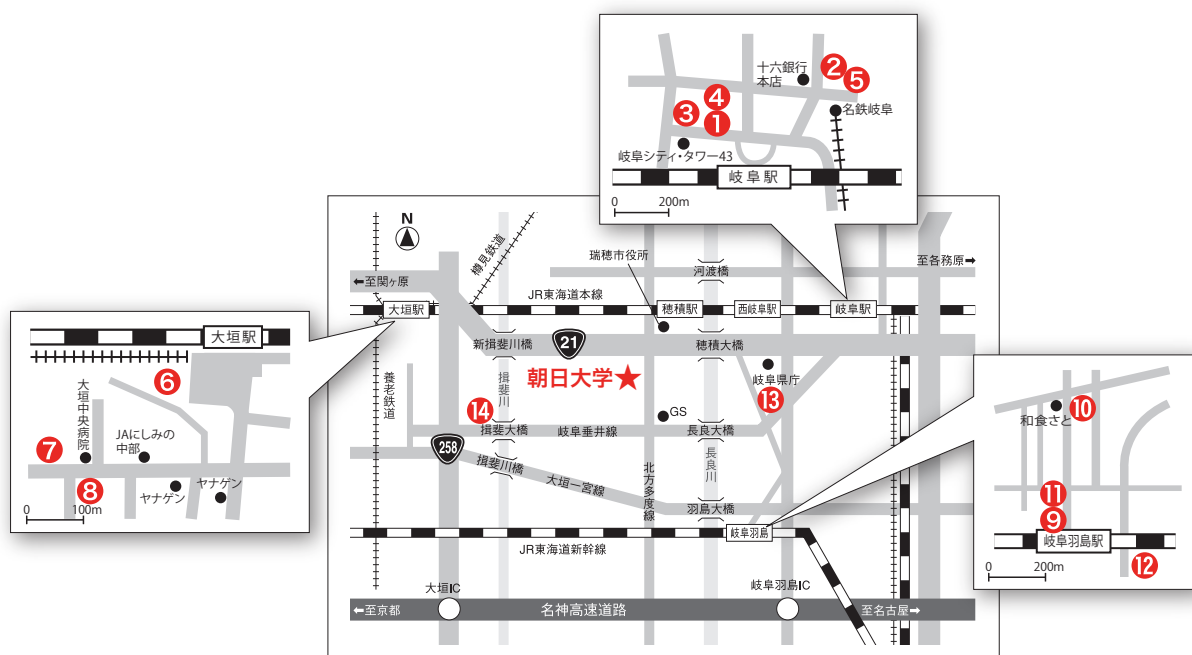 十六銀行
本店
❷
❺
❹
❸
❶
名鉄岐阜
岐阜シティ・タワー43
岐阜駅
0 200m
N
樽見鉄道
瑞穂市役所
河渡橋
至各務原➡
⬅至関ヶ原
JR東海道本線
大垣駅
穂積駅
西岐阜駅
岐阜駅
新揖斐川橋
21
穂積大橋
朝日大学★
岐阜県庁
⓭
養老鉄道
揖斐川
⓮
GS
揖斐大橋
岐阜垂井線
長良大橋
258
揖斐川橋
大垣一宮線
北方多度線
長良川
羽島大橋
岐阜羽島
JR東海道新幹線
大垣IC
岐阜羽島IC
⬅至京都
名神高速道路
至名古屋➡
大垣駅
❻
大垣中央病院
JAにしみの
中部
❼
❽
ヤナゲン
ヤナゲン
0 100m
和食さと
❿
⓫
❾
岐阜羽島駅
⓬
0 200m